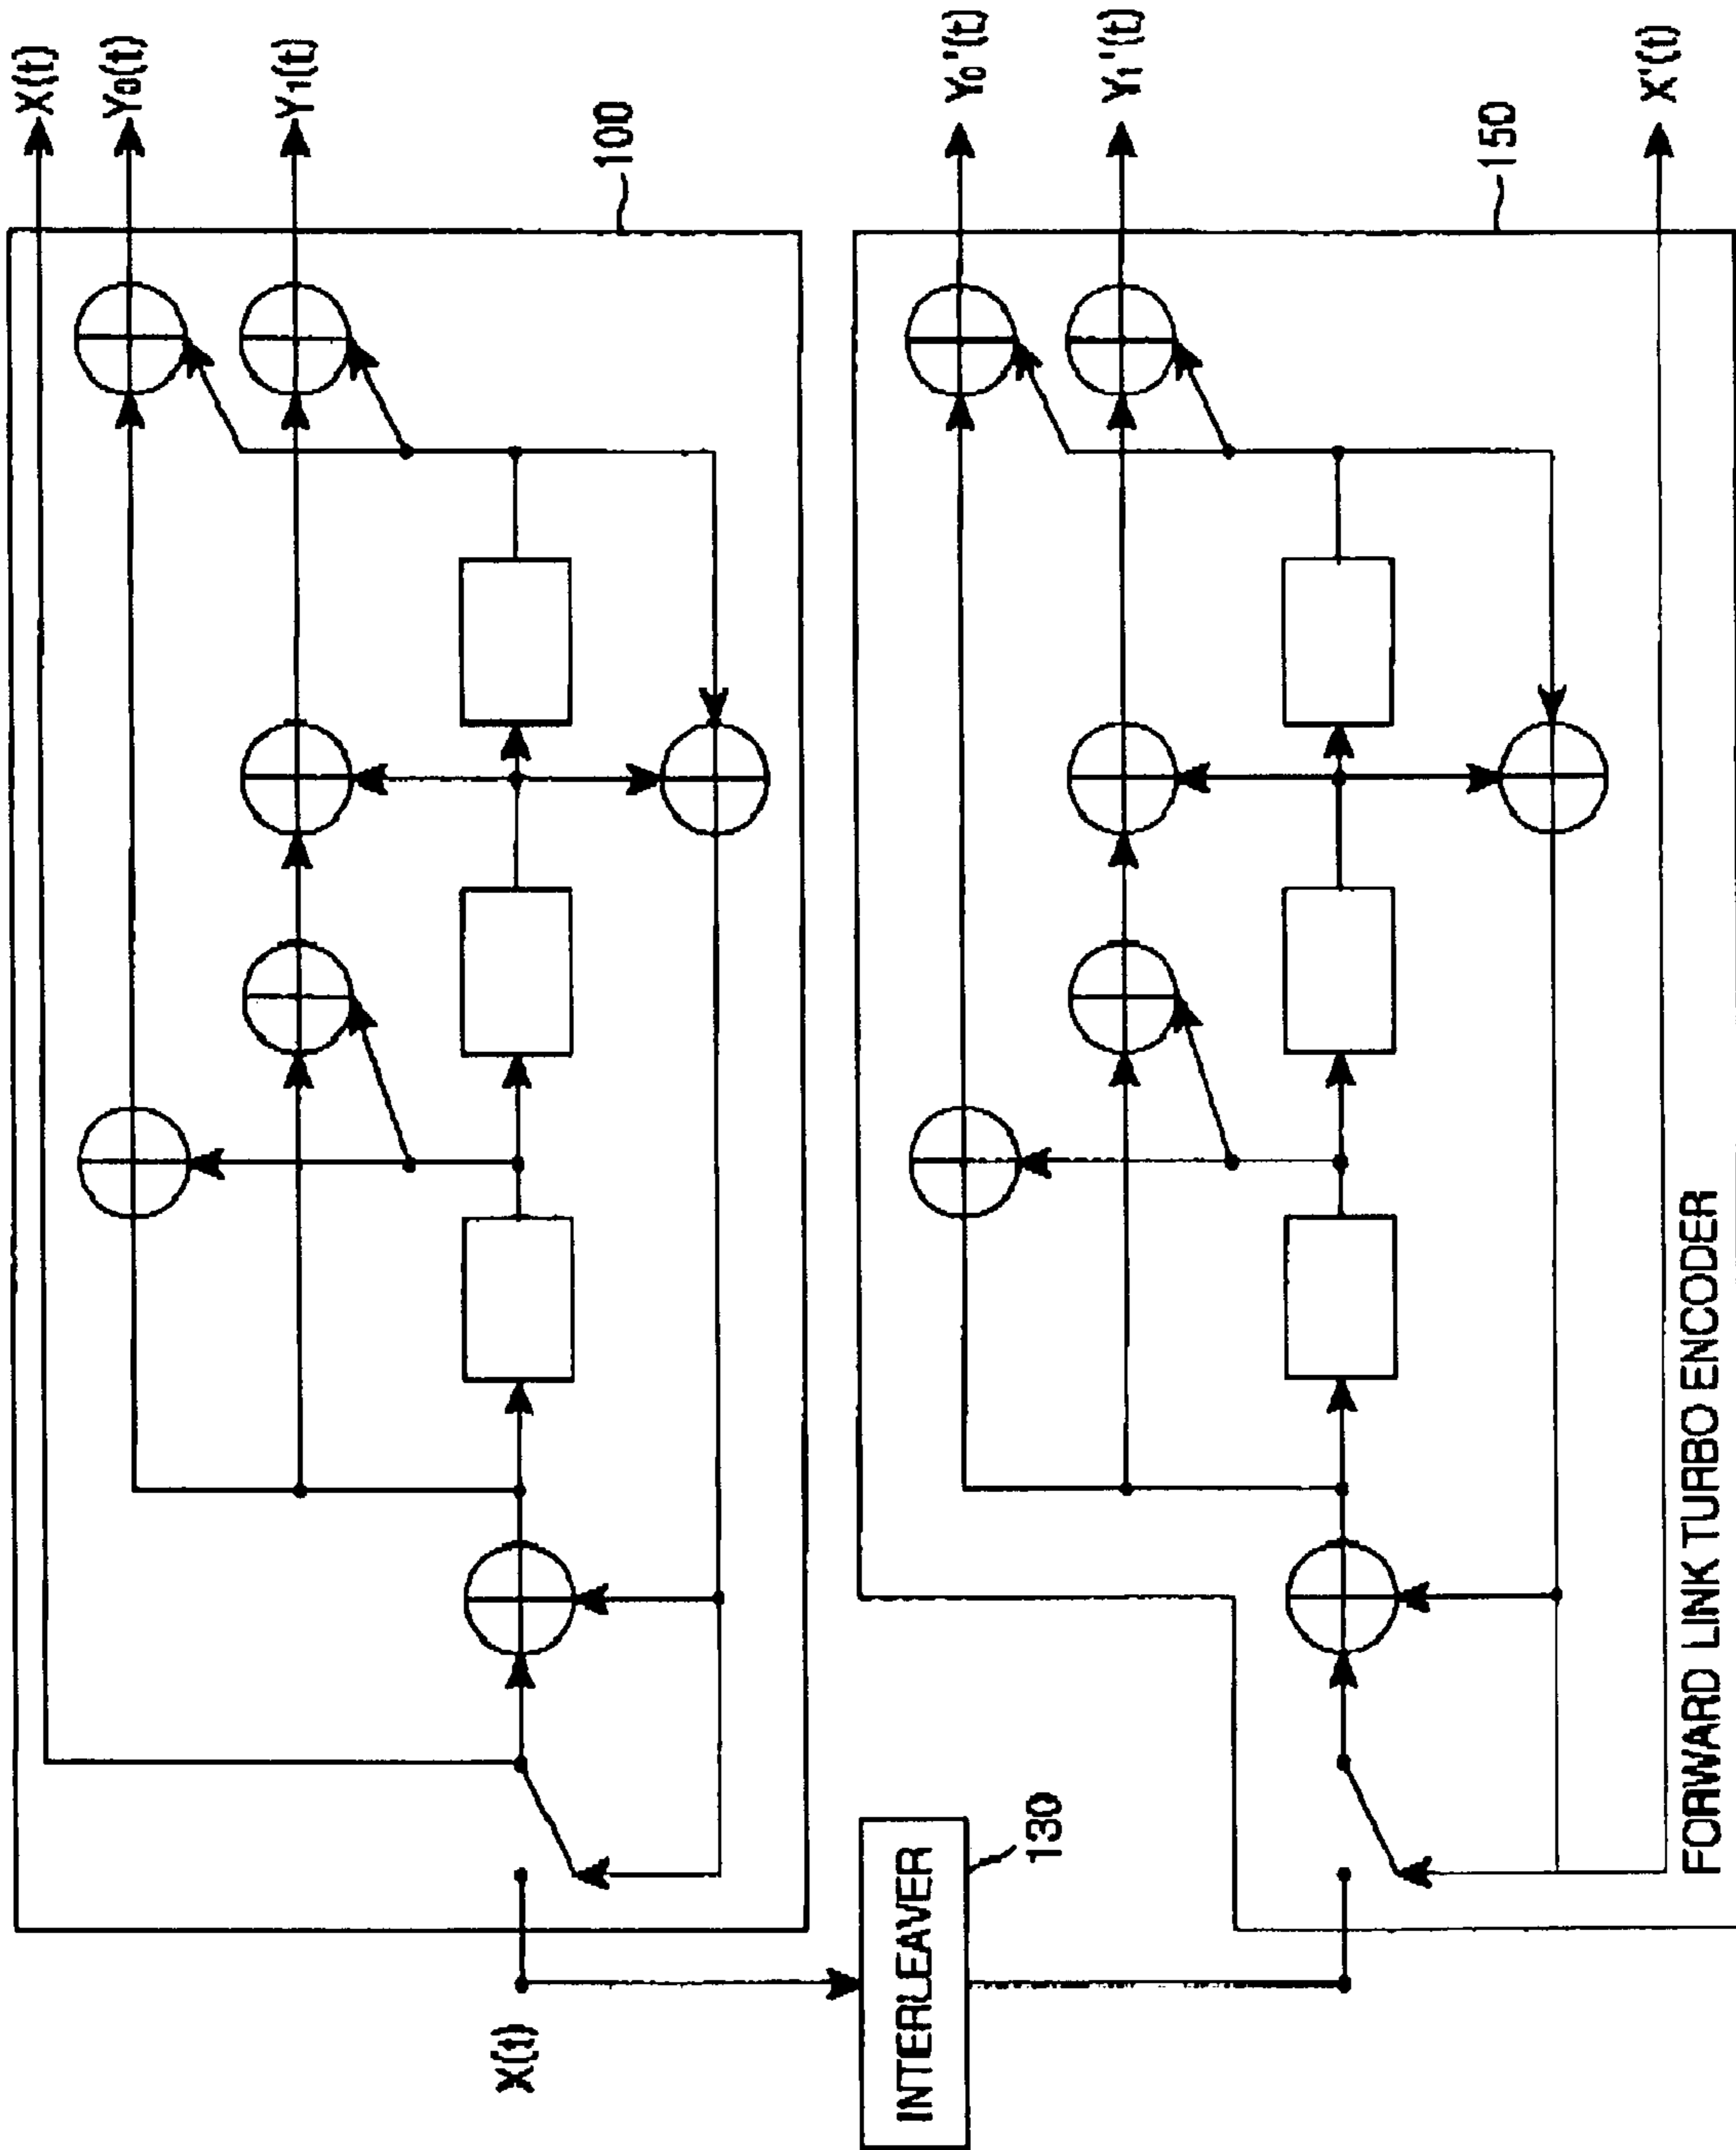 X(t)
Y0(t)
Y1(t)
100
X(t)
INTERLEAVER
130
Y0''(t)
Y1''(t)
150
X'(t)
FORWARD LINK TURBO ENCODER